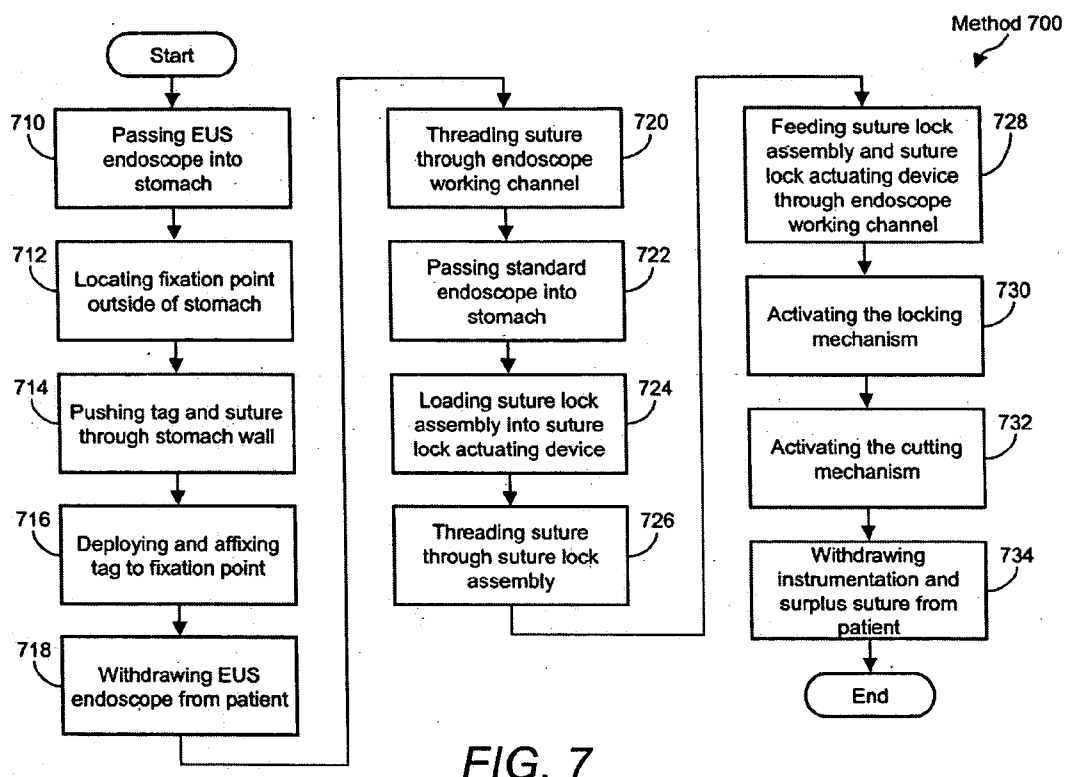 Method 700
Start
710
Passing EUS
endoscope into
stomach
712
Locating fixation point
outside of stomach
714
Pushing tag and suture
through stomach wall
716
Deploying and affixing
tag to fixation point
718
Withdrawing EUS
endoscope from patient
720
Threading suture
through endoscope
working channel
722
Passing standard
endoscope into
stomach
724
Loading suture lock
assembly into suture
lock actuating device
726
Threading suture
through suture lock
assembly
728
Feeding suture lock
assembly and suture
lock actuating device
through endoscope
working channel
730
Activating the locking
mechanism
732
Activating the cutting
mechanism
734
Withdrawing
instrumentation and
surplus suture from
patient
End
FIG. 7